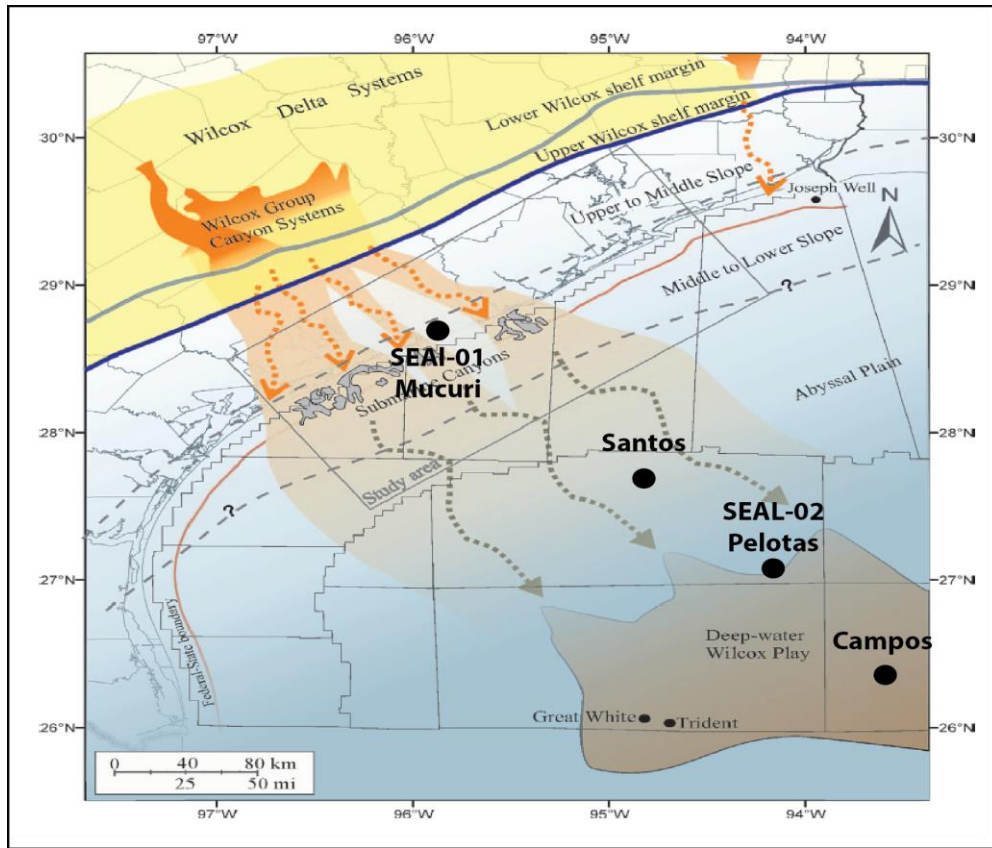 97°W 96°W 95°W 94°W
30°N
29°N
28°N
27°N
26°N
30°N
29°N
28°N
27°N
26°N
Wilcox Delta Systems
Lower Wilcox shelf margin
Upper Wilcox shelf margin
Wilcox Group
Canyon Systems
Upper to Middle Slope
Joseph Well
N
Middle to Lower Slope
?
Abyssal Plain
SEAI-01
Mucuri
Submarine Canyons
Study area
?
Santos
SEAL-02
Pelotas
Campos
Deep-water
Wilcox Play
Great White
Trident
Federal-State boundary
0 40 80 km
25 50 mi
97°W 96°W 95°W 94°W